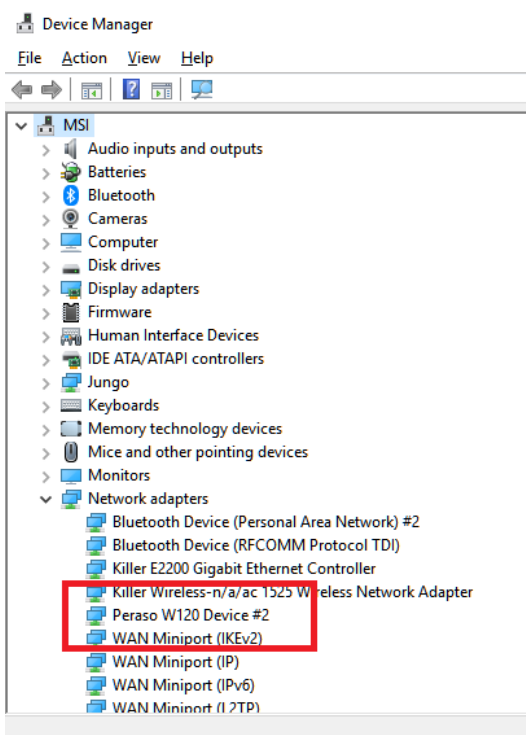 Device Manager
File Action View Help
MSI
Audio inputs and outputs
Batteries
Bluetooth
Cameras
Computer
Disk drives
Display adapters
Firmware
Human Interface Devices
IDE ATA/ATAPI controllers
Jungo
Keyboards
Memory technology devices
Mice and other pointing devices
Monitors
Network adapters
Bluetooth Device (Personal Area Network) #2
Bluetooth Device (RFCOMM Protocol TDI)
Killer E2200 Gigabit Ethernet Controller
Killer Wireless-n/a/ac 1525 Wireless Network Adapter
Peraso W120 Device #2
WAN Miniport (IKEv2)
WAN Miniport (IP)
WAN Miniport (IPv6)
WAN Miniport (L2TP)